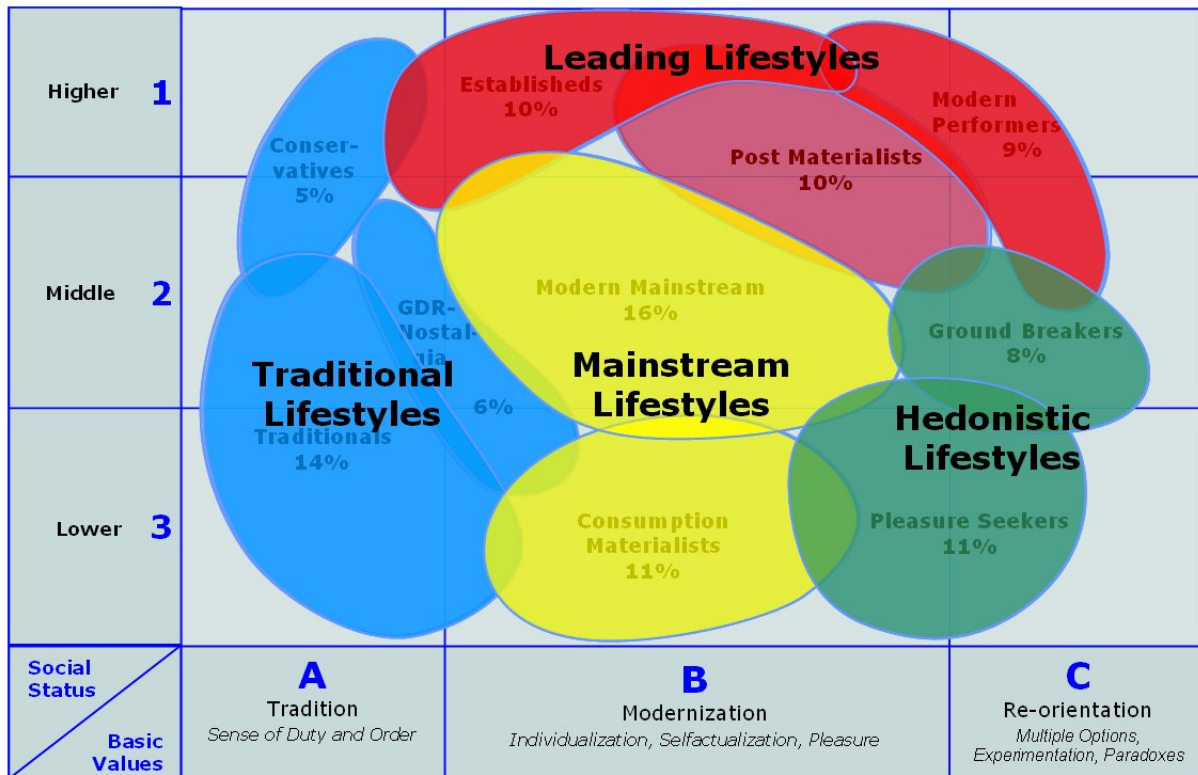 Higher 1
Middle 2
Lower 3
Leading Lifestyles
Establisheds
10%
Modern
Performers
9%
Conser-
vatives
5%
Post Materialists
10%
GDR-
Nostal-
gia
6%
Modern Mainstream
16%
Ground Breakers
8%
Traditional
Lifestyles
Mainstream
Lifestyles
Hedonistic
Lifestyles
Traditionals
14%
Consumption
Materialists
11%
Pleasure Seekers
11%
Social
Status
Basic
Values
A
Tradition
Sense of Duty and Order
B
Modernization
Individualization, Selfactualization, Pleasure
C
Re-orientation
Multiple Options,
Experimentation, Paradoxes